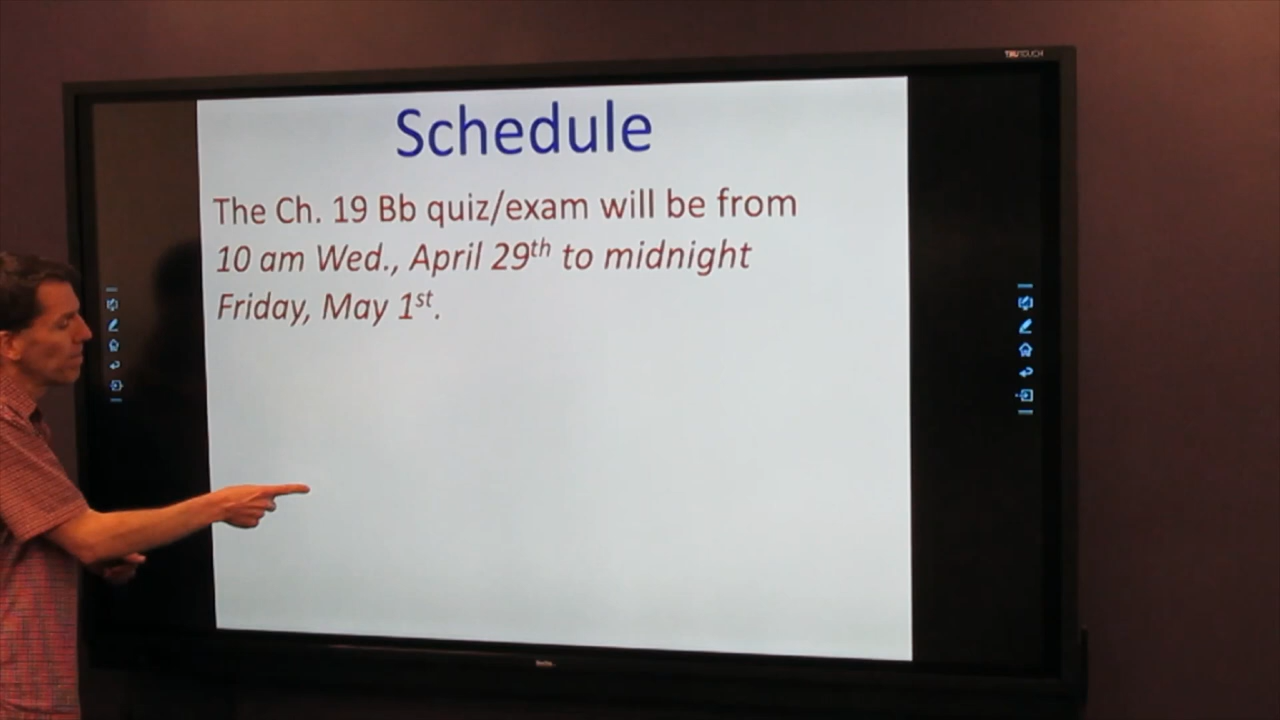 TRUTOUCH
Schedule
The Ch. 19 Bb quiz/exam will be from
10 am Wed., April 29th to midnight
Friday, May 1st.